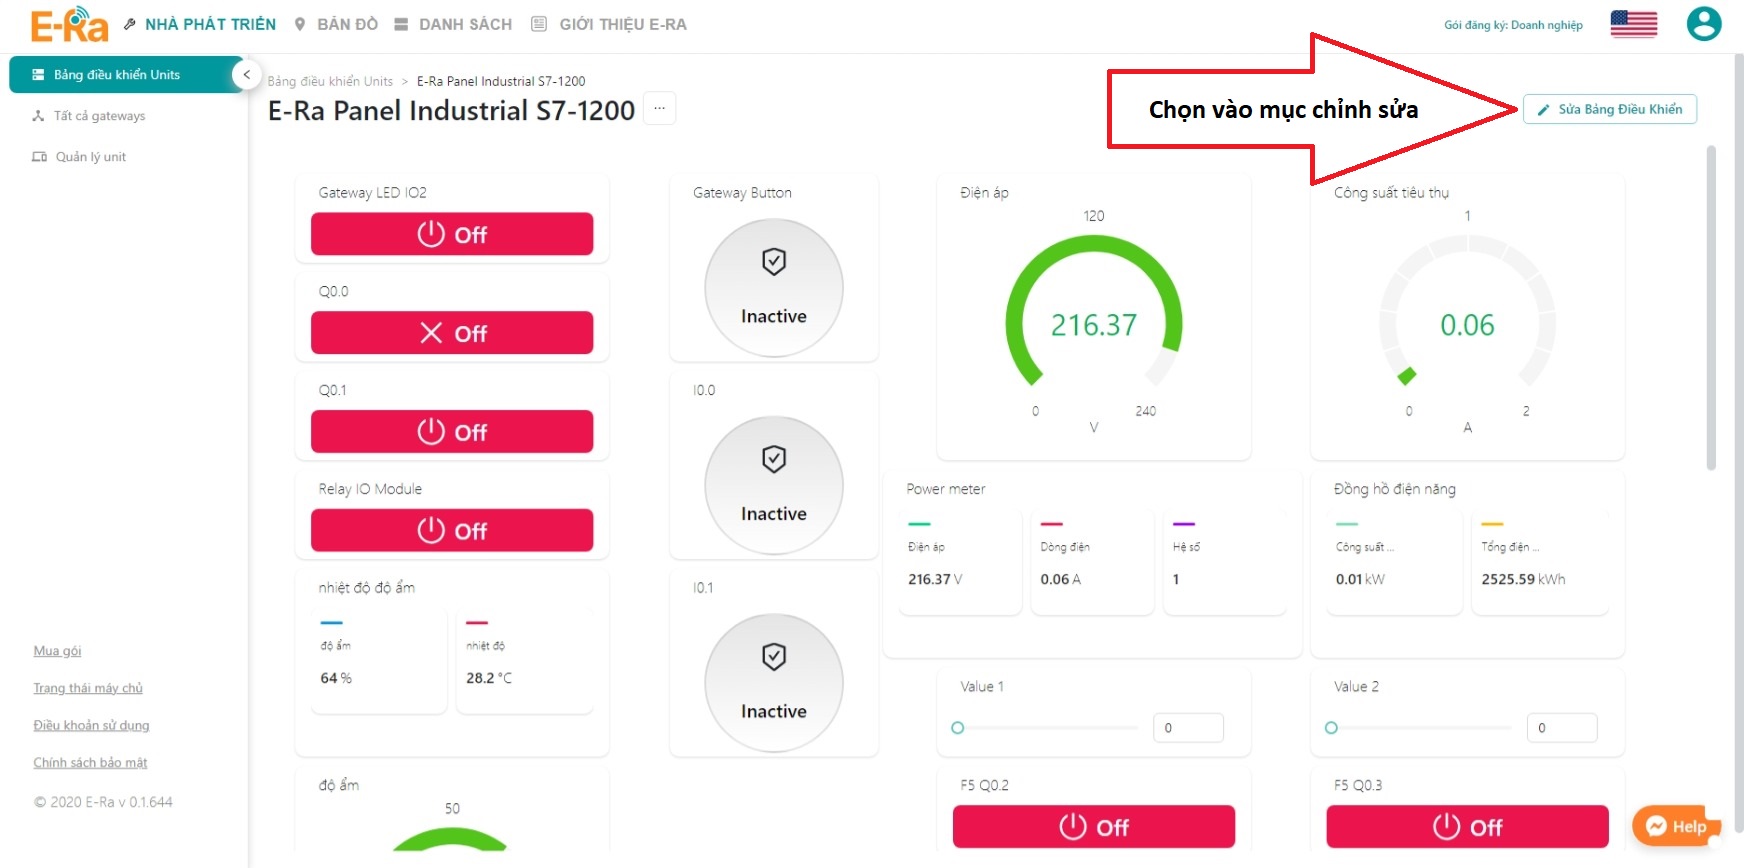 E-Ra
NHÀ PHÁT TRIỂN
BẢN ĐỒ
DANH SÁCH
GIỚI THIỆU E-RA
Gói đăng ký: Doanh nghiệp
Bảng điều khiển Units
Tất cả gateways
Quản lý unit
Bảng điều khiển Units > E-Ra Panel Industrial S7-1200
E-Ra Panel Industrial S7-1200
...
Chọn vào mục chỉnh sửa
Sửa Bảng Điều Khiển
Gateway LED IO2
Off
Q0.0
Off
Q0.1
Off
Relay IO Module
Off
nhiệt độ độ ẩm
độ ẩm
64 %
nhiệt độ
28.2 °C
độ ẩm
50
Gateway Button
Inactive
I0.0
Inactive
I0.1
Inactive
Điện áp
120
216.37
0
240
V
Công suất tiêu thụ
1
0.06
0
2
A
Power meter
Điện áp
216.37 V
Dòng điện
0.06 A
Hệ số
1
Đồng hồ điện năng
Công suất ...
0.01 kW
Tổng điện ...
2525.59 kWh
Value 1
0
Value 2
0
F5 Q0.2
Off
F5 Q0.3
Off
Mua gói
Trạng thái máy chủ
Điều khoản sử dụng
Chính sách bảo mật
© 2020 E-Ra v 0.1.644
Help